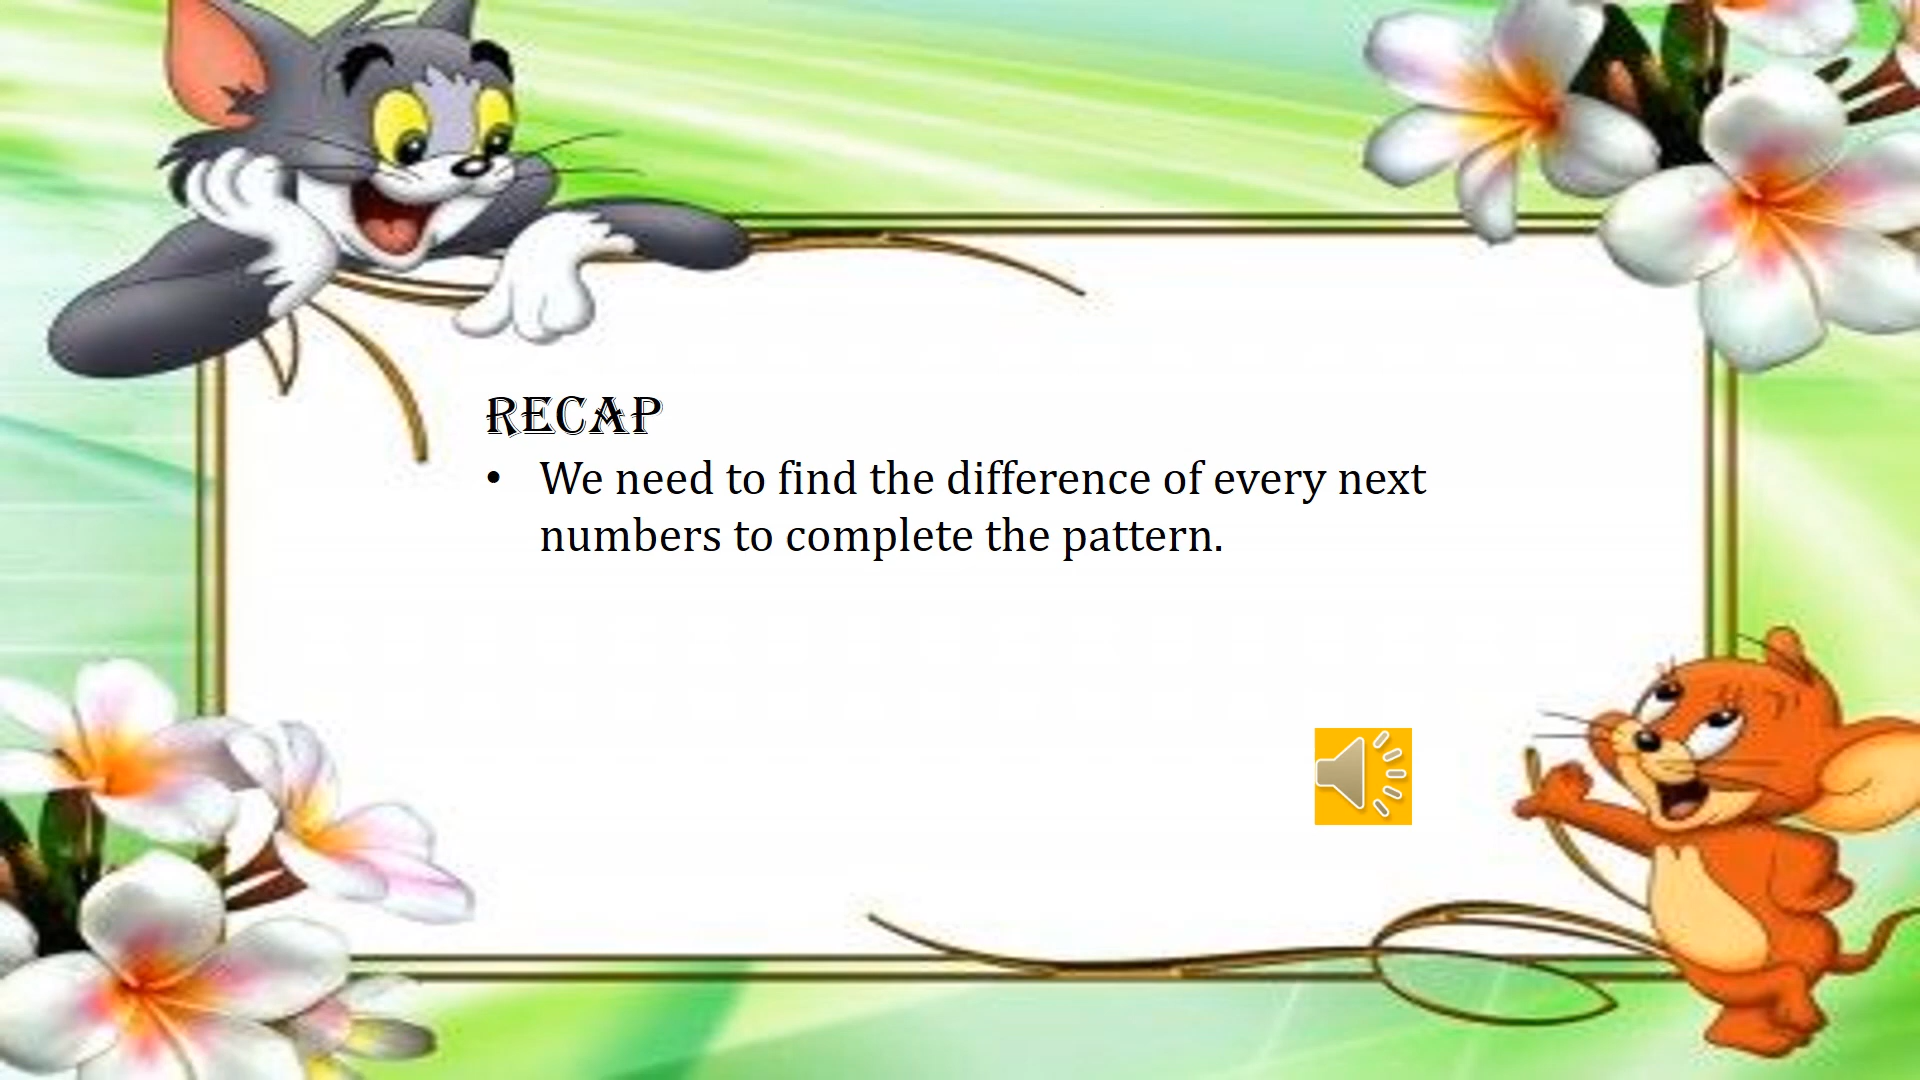 RECAP
• We need to find the difference of every next
numbers to complete the pattern.